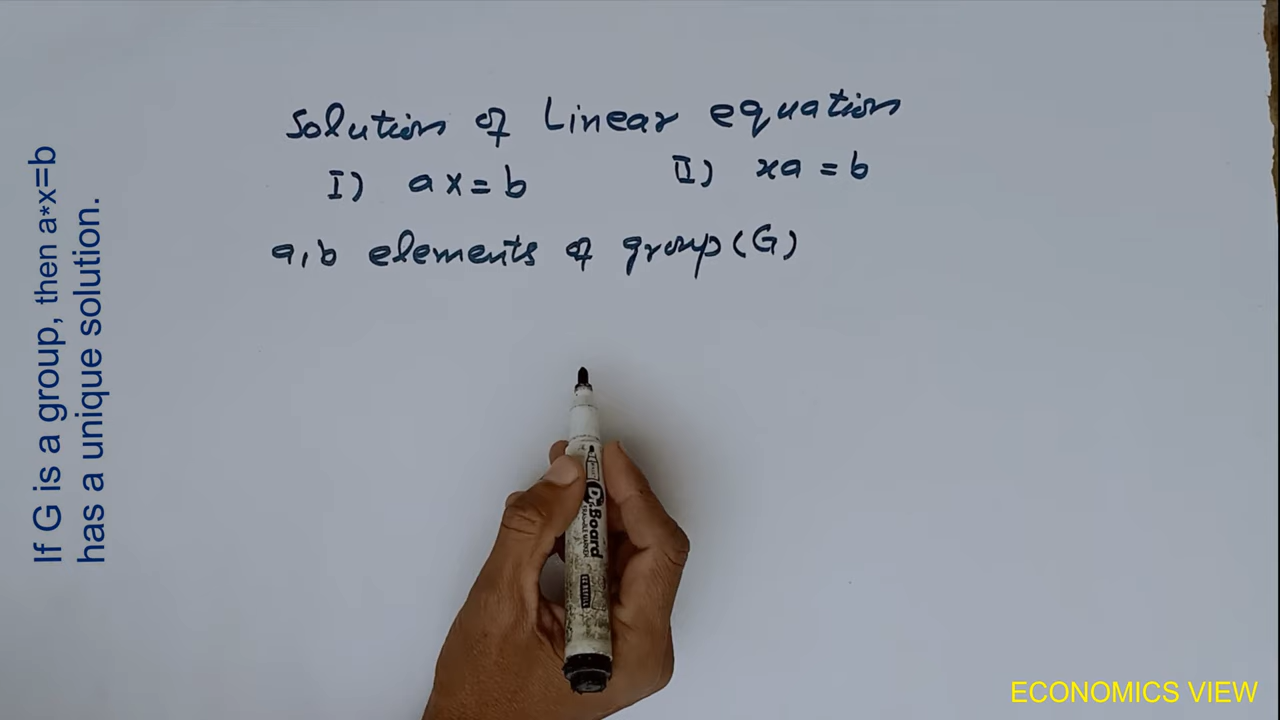 Solution of Linear equation
I) ax = b II) xa = b
a, b elements of group (G)
If G is a group, then a*x=b
has a unique solution.
Dr.Board
ECONOMICS VIEW